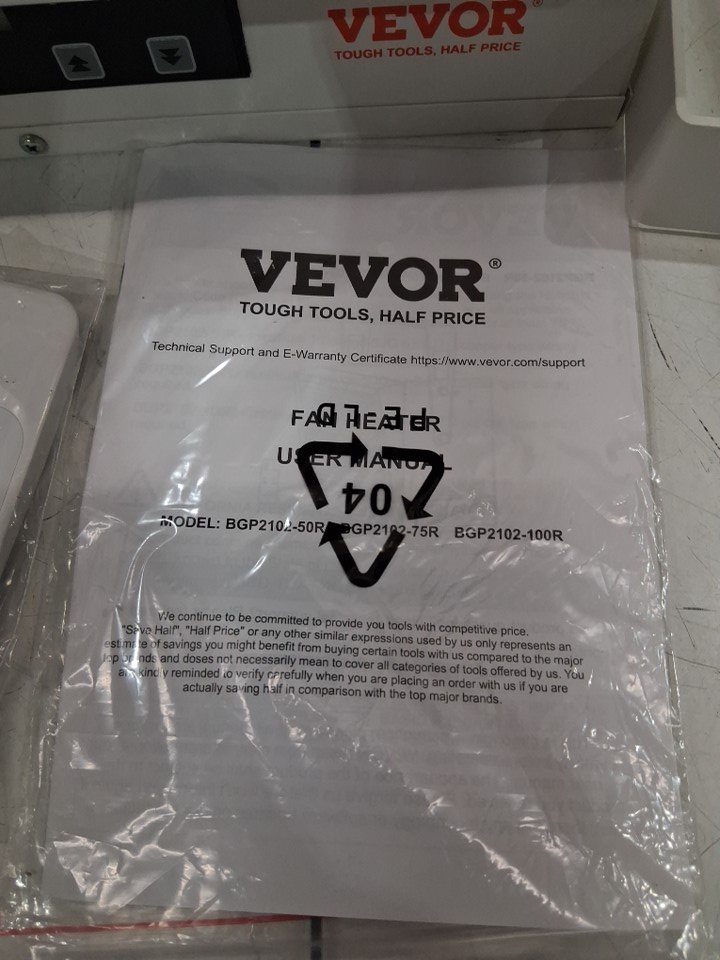 VEVOR®
TOUGH TOOLS, HALF PRICE
VEVOR®
TOUGH TOOLS, HALF PRICE
Technical Support and E-Warranty Certificate https://www.vevor.com/support
FAN HEATER
PE-LD
USER MANUAL
04
MODEL: BGP2102-50R BGP2102-75R BGP2102-100R
We continue to be committed to provide you tools with competitive price.
"Save Half", "Half Price" or any other similar expressions used by us only represents an
estimate of savings you might benefit from buying certain tools with us compared to the major
top brands and doses not necessarily mean to cover all categories of tools offered by us. You
are kindly reminded to verify carefully when you are placing an order with us if you are
actually saving half in comparison with the top major brands.